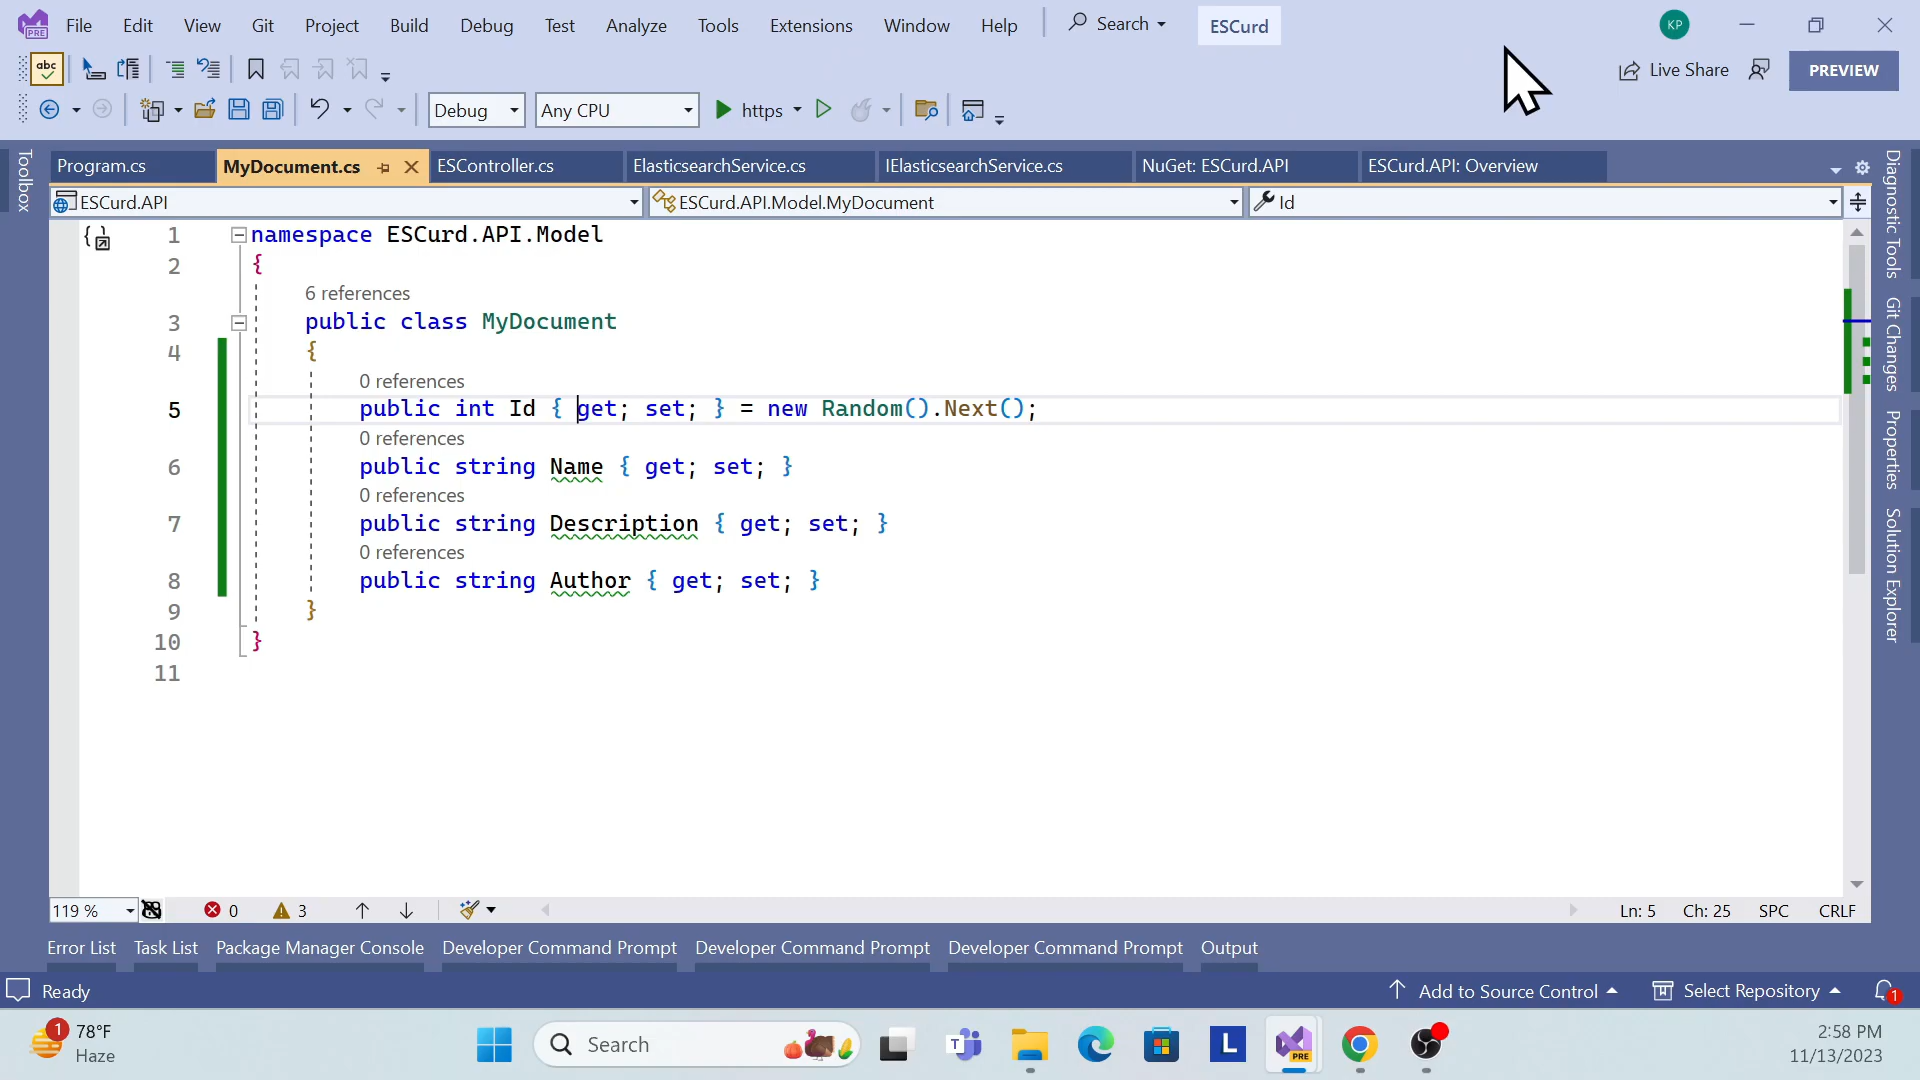 File Edit View Git Project Build Debug Test Analyze Tools Extensions Window Help Search ESCurd KP
abc Live Share PREVIEW
Debug Any CPU https
Program.cs MyDocument.cs ESController.cs ElasticsearchService.cs IElasticsearchService.cs NuGet: ESCurd.API ESCurd.API: Overview
ESCurd.API ESCurd.API.Model.MyDocument Id
Toolbox
Diagnostic Tools
Git Changes
Properties
Solution Explorer
1 namespace ESCurd.API.Model
2 {
6 references
3 public class MyDocument
4 {
0 references
5 public int Id { get; set; } = new Random().Next();
0 references
6 public string Name { get; set; }
0 references
7 public string Description { get; set; }
0 references
8 public string Author { get; set; }
9 }
10 }
11
119 % 0 3 Ln: 5 Ch: 25 SPC CRLF
Error List Task List Package Manager Console Developer Command Prompt Developer Command Prompt Developer Command Prompt Output
Ready Add to Source Control Select Repository 1
1 78°F
Haze
Search
T
L
PRE
2:58 PM
11/13/2023